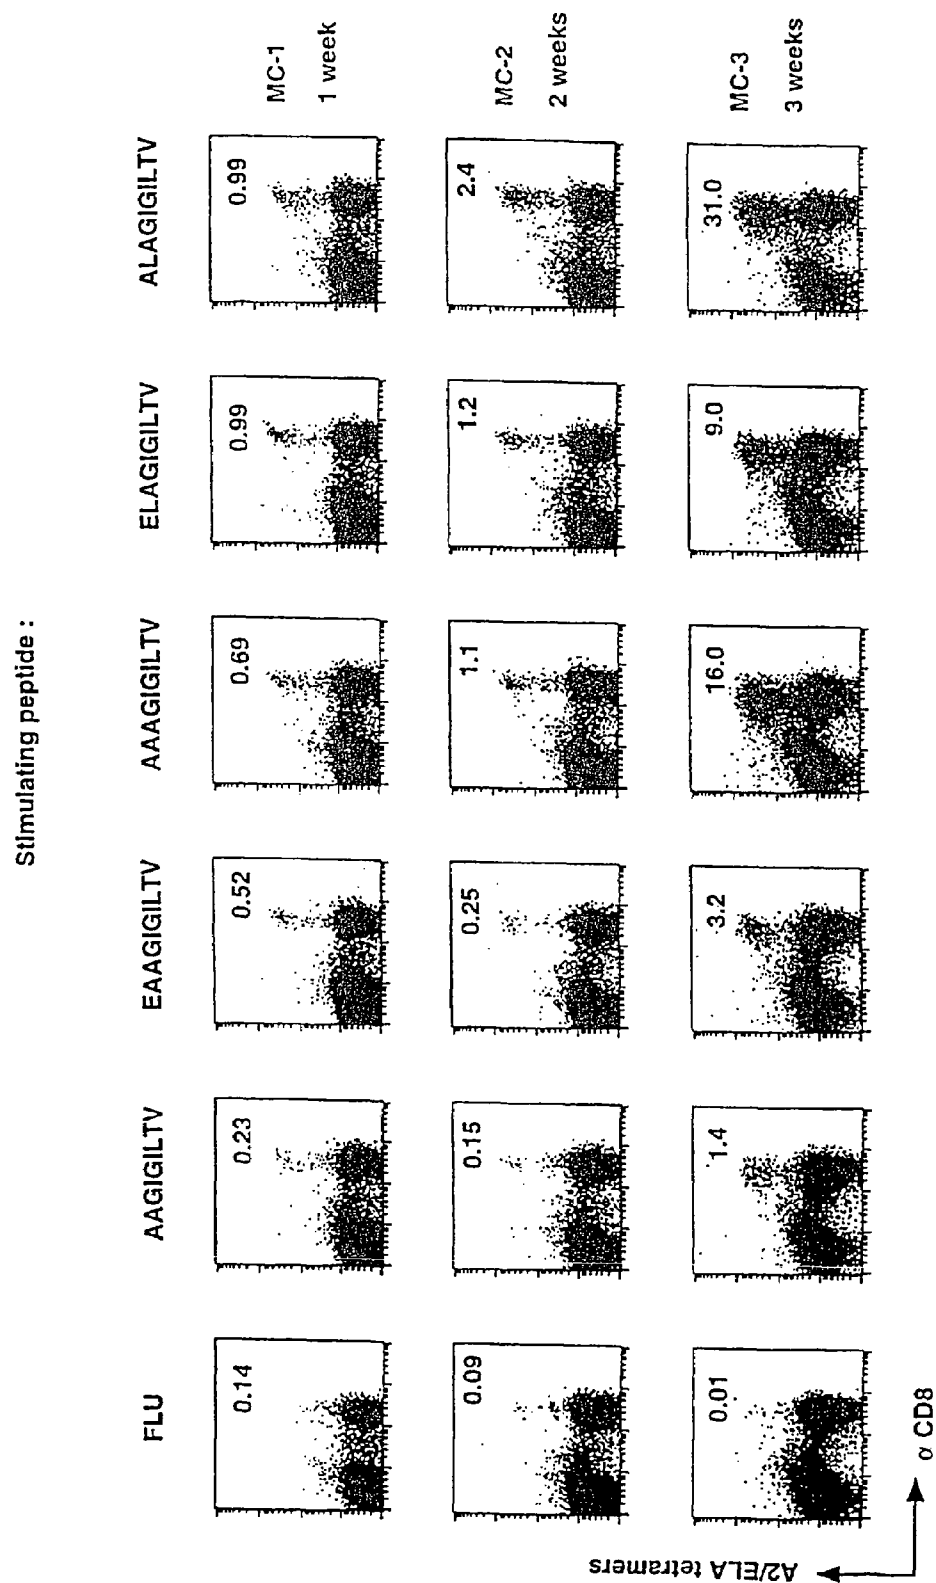 Stimulating peptide :
FLU
AAGIGILTV
EAAGIGILTV
AAAGIGILTV
ELAGIGILTV
ALAGIGILTV
0.14
0.23
0.52
0.69
0.99
0.99
MC-1
1 week
0.09
0.15
0.25
1.1
1.2
2.4
MC-2
2 weeks
0.01
1.4
3.2
16.0
9.0
31.0
MC-3
3 weeks
A2/ELA tetramers
α CD8